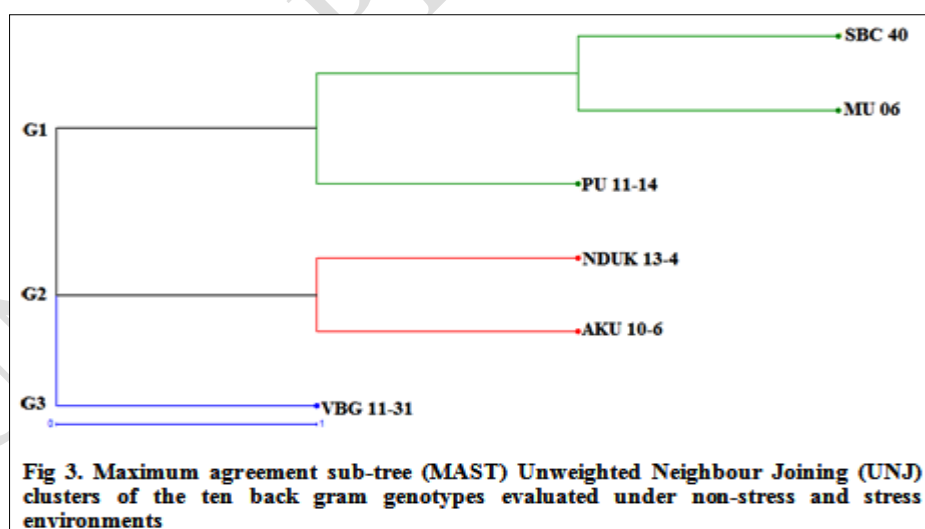 SBC 40
G1
MU 06
PU 11-14
NDUK 13-4
G2
AKU 10-6
G3
VBG 11-31
0 1
Fig 3. Maximum agreement sub-tree (MAST) Unweighted Neighbour Joining (UNJ)
clusters of the ten back gram genotypes evaluated under non-stress and stress
environments